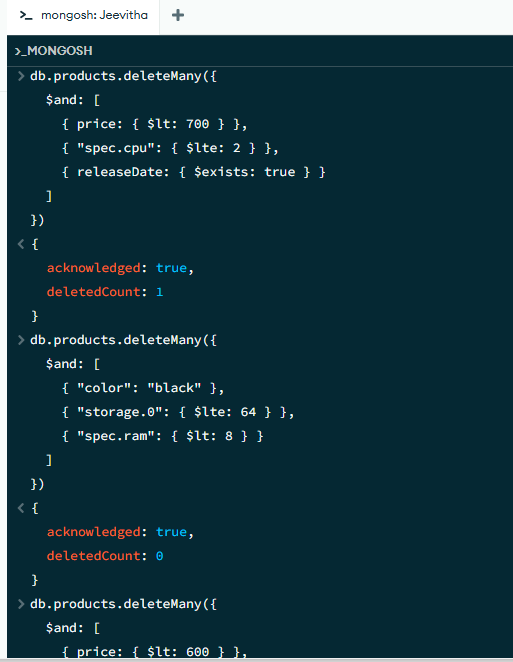 >_ mongosh: Jeevitha +
>_MONGOSH
> db.products.deleteMany({
$and: [
{ price: { $lt: 700 } },
{ "spec.cpu": { $lte: 2 } },
{ releaseDate: { $exists: true } }
]
})
< {
acknowledged: true,
deletedCount: 1
}
> db.products.deleteMany({
$and: [
{ "color": "black" },
{ "storage.0": { $lte: 64 } },
{ "spec.ram": { $lt: 8 } }
]
})
< {
acknowledged: true,
deletedCount: 0
}
> db.products.deleteMany({
$and: [
{ price: { $lt: 600 } },